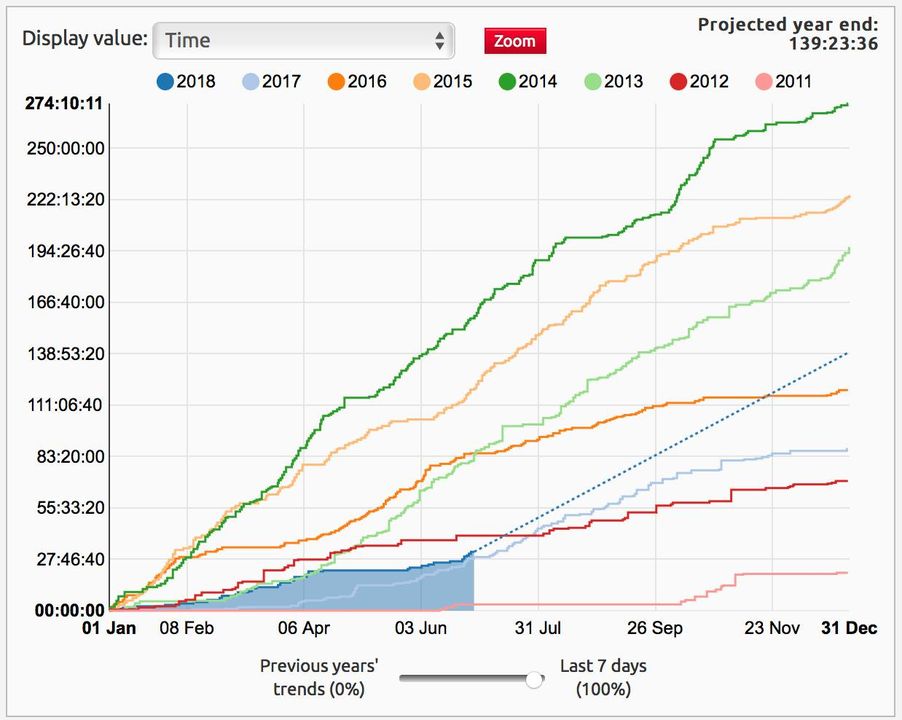 Display value: Time Zoom Projected year end:
139:23:36
2018 2017 2016 2015 2014 2013 2012 2011
274:10:11
250:00:00
222:13:20
194:26:40
166:40:00
138:53:20
111:06:40
83:20:00
55:33:20
27:46:40
00:00:00
01 Jan 08 Feb 06 Apr 03 Jun 31 Jul 26 Sep 23 Nov 31 Dec
Previous years' Last 7 days
trends (0%) (100%)